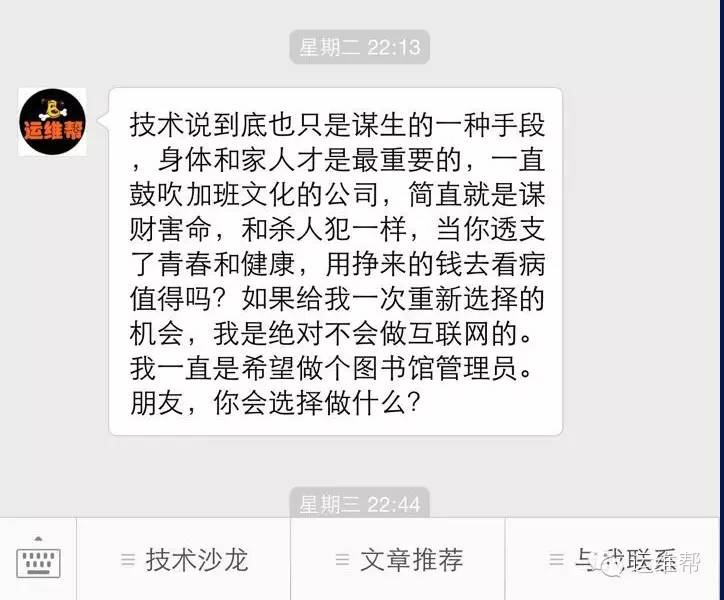 星期二 22:13
运维帮
技术说到底也只是谋生的一种手段
，身体和家人才是最重要的，一直
鼓吹加班文化的公司，简直就是谋
财害命，和杀人犯一样，当你透支
了青春和健康，用挣来的钱去看病
值得吗？如果给我一次重新选择的
机会，我是绝对不会做互联网的。
我一直是希望做个图书馆管理员。
朋友，你会选择做什么？
星期三 22:44
技术沙龙
文章推荐
与我联系
运维帮